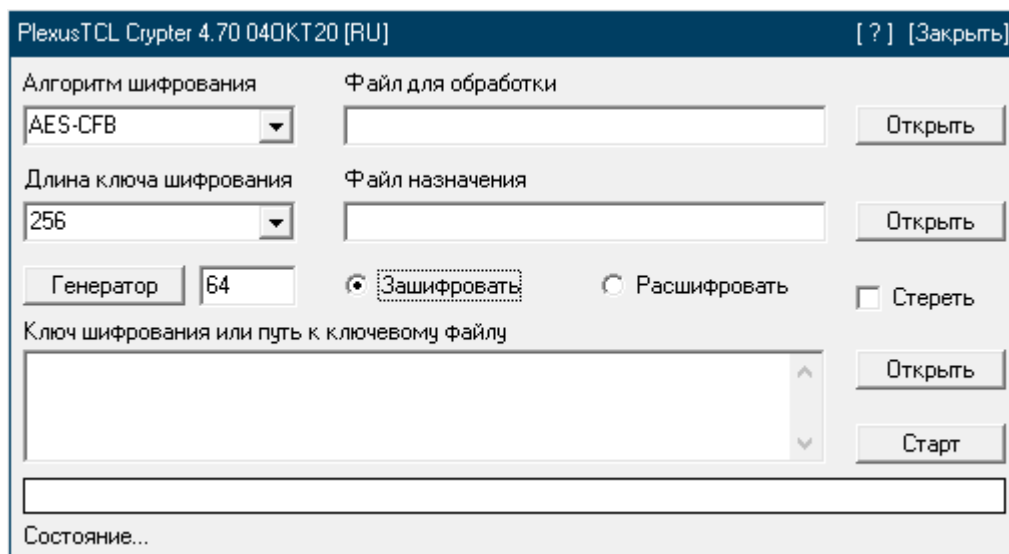 PlexusTCL Crypter 4.70 04OKT20 [RU] [ ? ] [Закрыть]
Алгоритм шифрования Файл для обработки
AES-CFB Открыть
Длина ключа шифрования Файл назначения
256 Открыть
Генератор 64 Зашифровать Расшифровать Стереть
Ключ шифрования или путь к ключевому файлу
Открыть
Старт
Состояние...